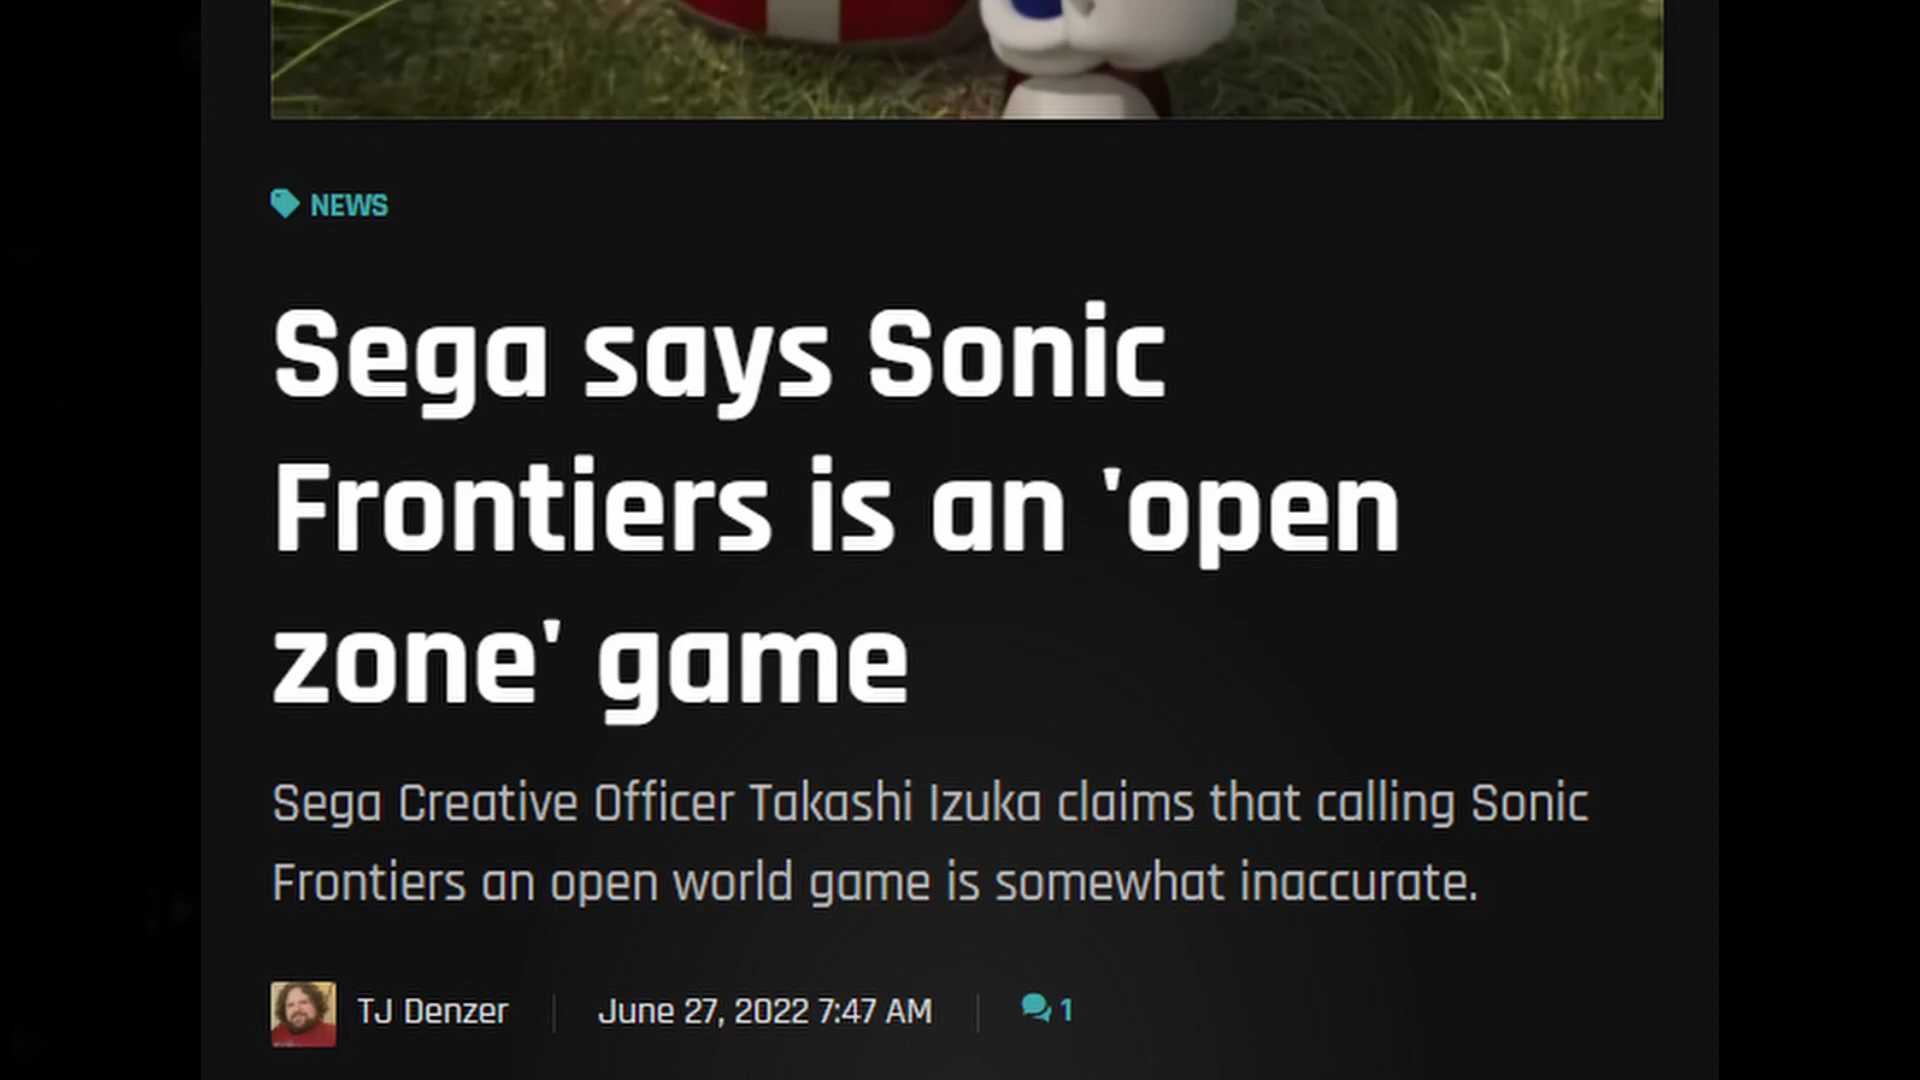 NEWS
Sega says Sonic
Frontiers is an 'open
zone' game
Sega Creative Officer Takashi Izuka claims that calling Sonic
Frontiers an open world game is somewhat inaccurate.
TJ Denzer | June 27, 2022 7:47 AM | 1